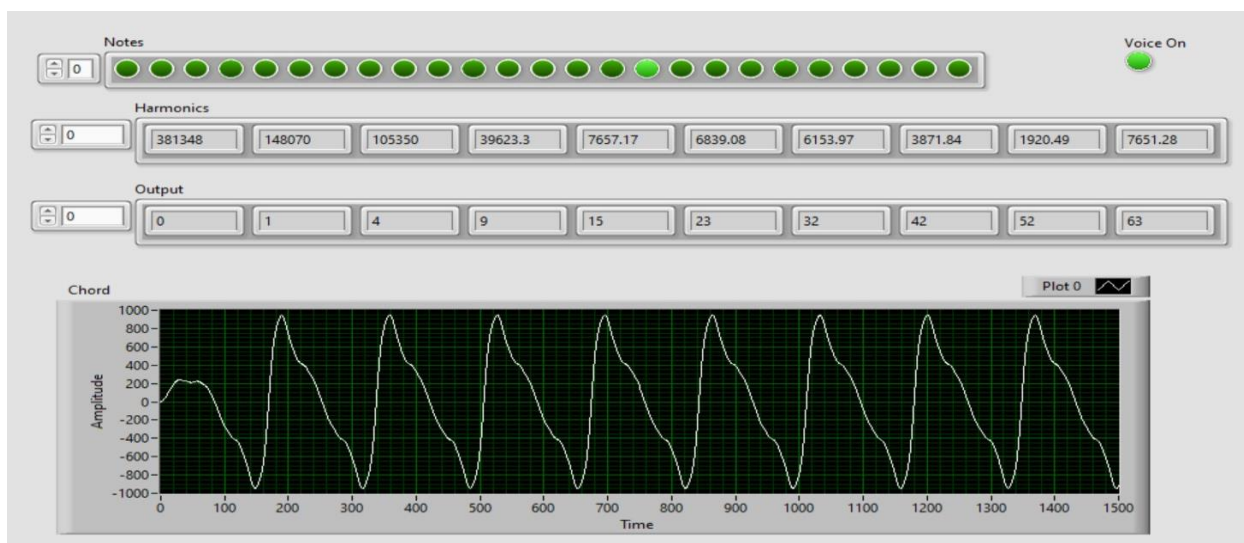 Notes
Voice On
0
Harmonics
0 381348 148070 105350 39623.3 7657.17 6839.08 6153.97 3871.84 1920.49 7651.28
Output
0 0 1 4 9 15 23 32 42 52 63
Chord
Plot 0
Amplitude
1000
800
600
400
200
0
-200
-400
-600
-800
-1000
0 100 200 300 400 500 600 700 800 900 1000 1100 1200 1300 1400 1500
Time